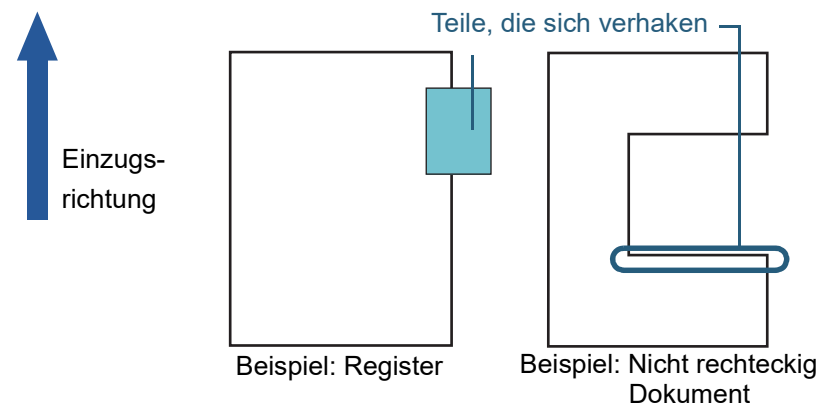 Teile, die sich verhaken
Einzugs-
richtung
Beispiel: Register
Beispiel: Nicht rechteckig
Dokument